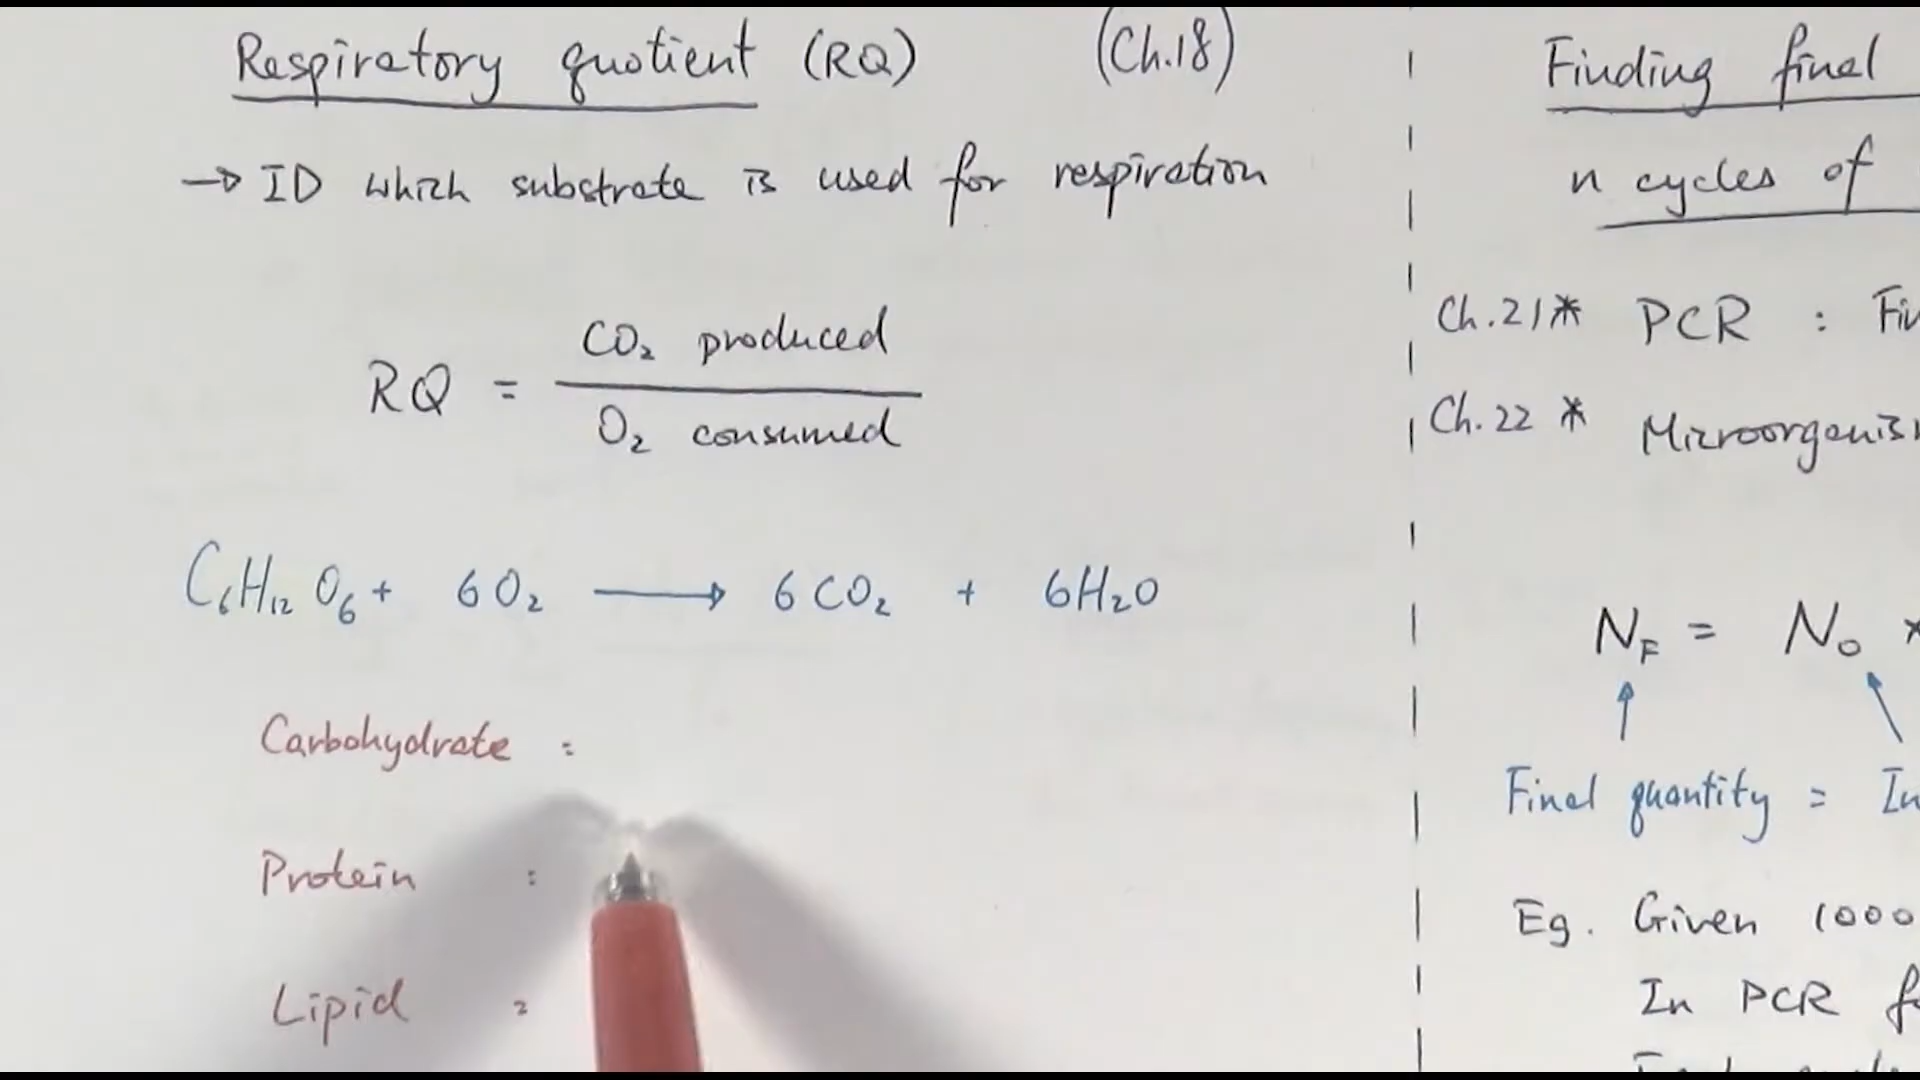 Respiratory quotient (RQ) (Ch.18)
→ ID which substrate is used for respiration
RQ = CO₂ produced
O₂ consumed
C₆H₁₂O₆ + 6O₂ → 6CO₂ + 6H₂O
Carbohydrate :
Protein :
Lipid :
Finding final
n cycles of
Ch.21* PCR :
Ch.22 *
N_F = N₀
Final quantity =
Eg. Given 1000
In PCR